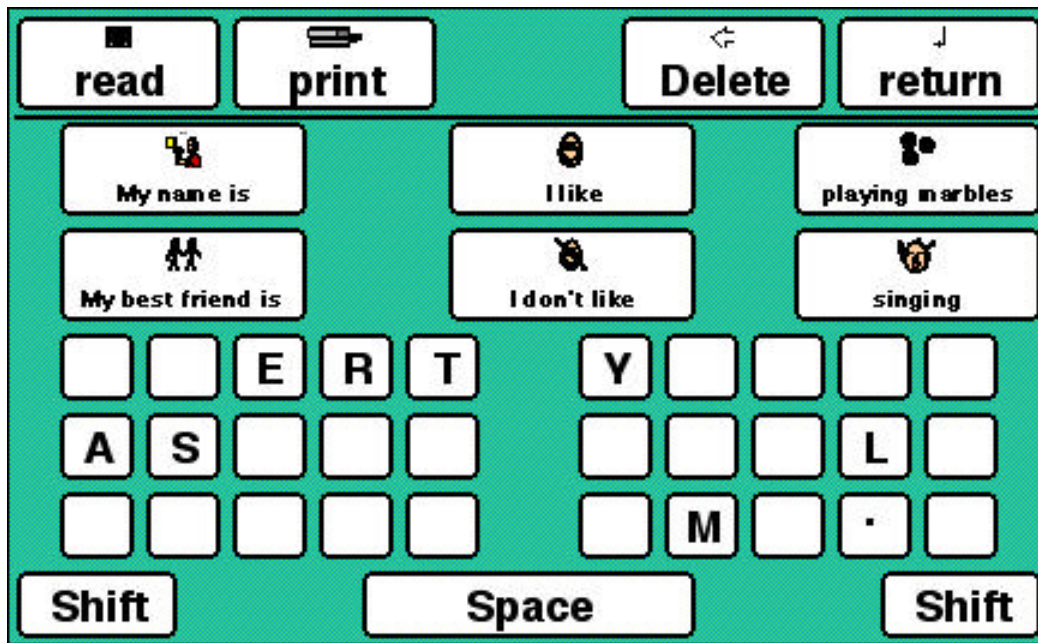 read print Delete return
My name is I like playing marbles
My best friend is I don't like singing
E R T Y
A S L
M .
Shift Space Shift